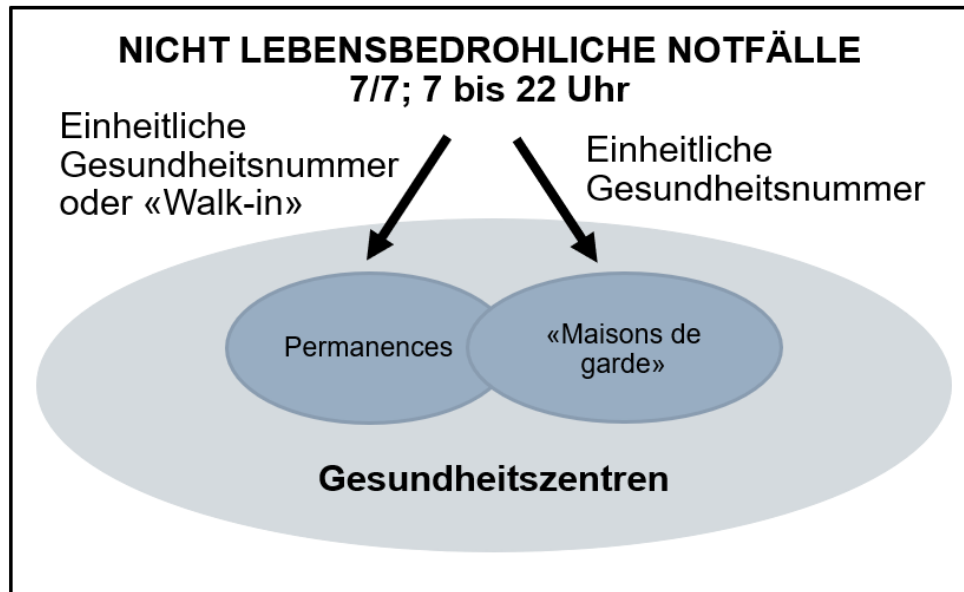 NICHT LEBENSBEDROHLICHE NOTFÄLLE
7/7; 7 bis 22 Uhr
Einheitliche
Gesundheitsnummer
oder «Walk-in»
Einheitliche
Gesundheitsnummer
Permanences
«Maisons de
garde»
Gesundheitszentren